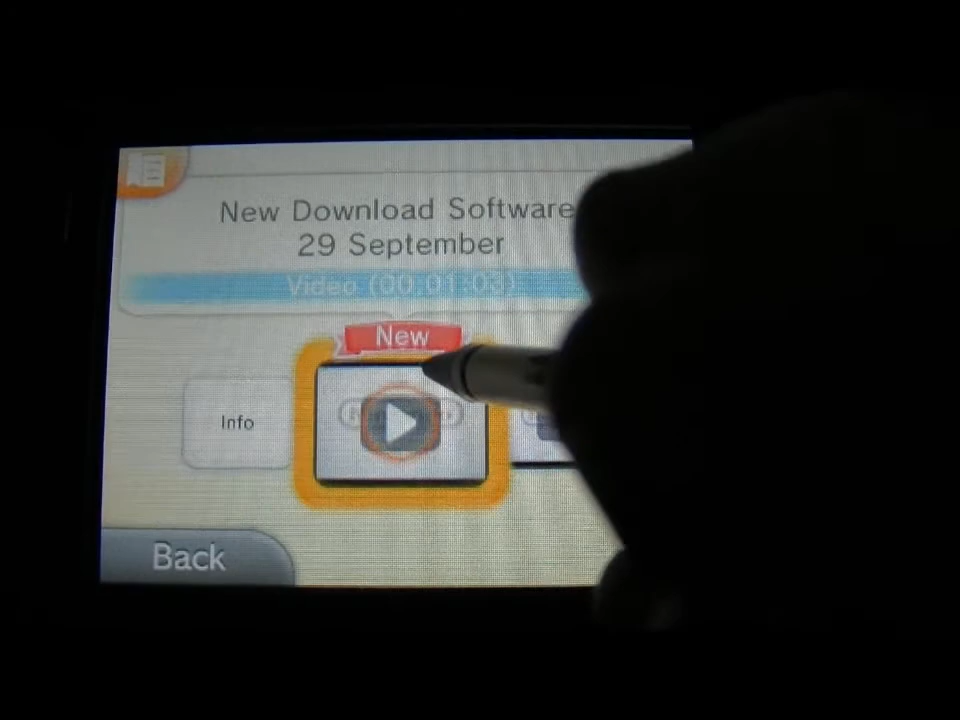 New Download Software
29 September
Video (00:01:03)
New
Info
Back